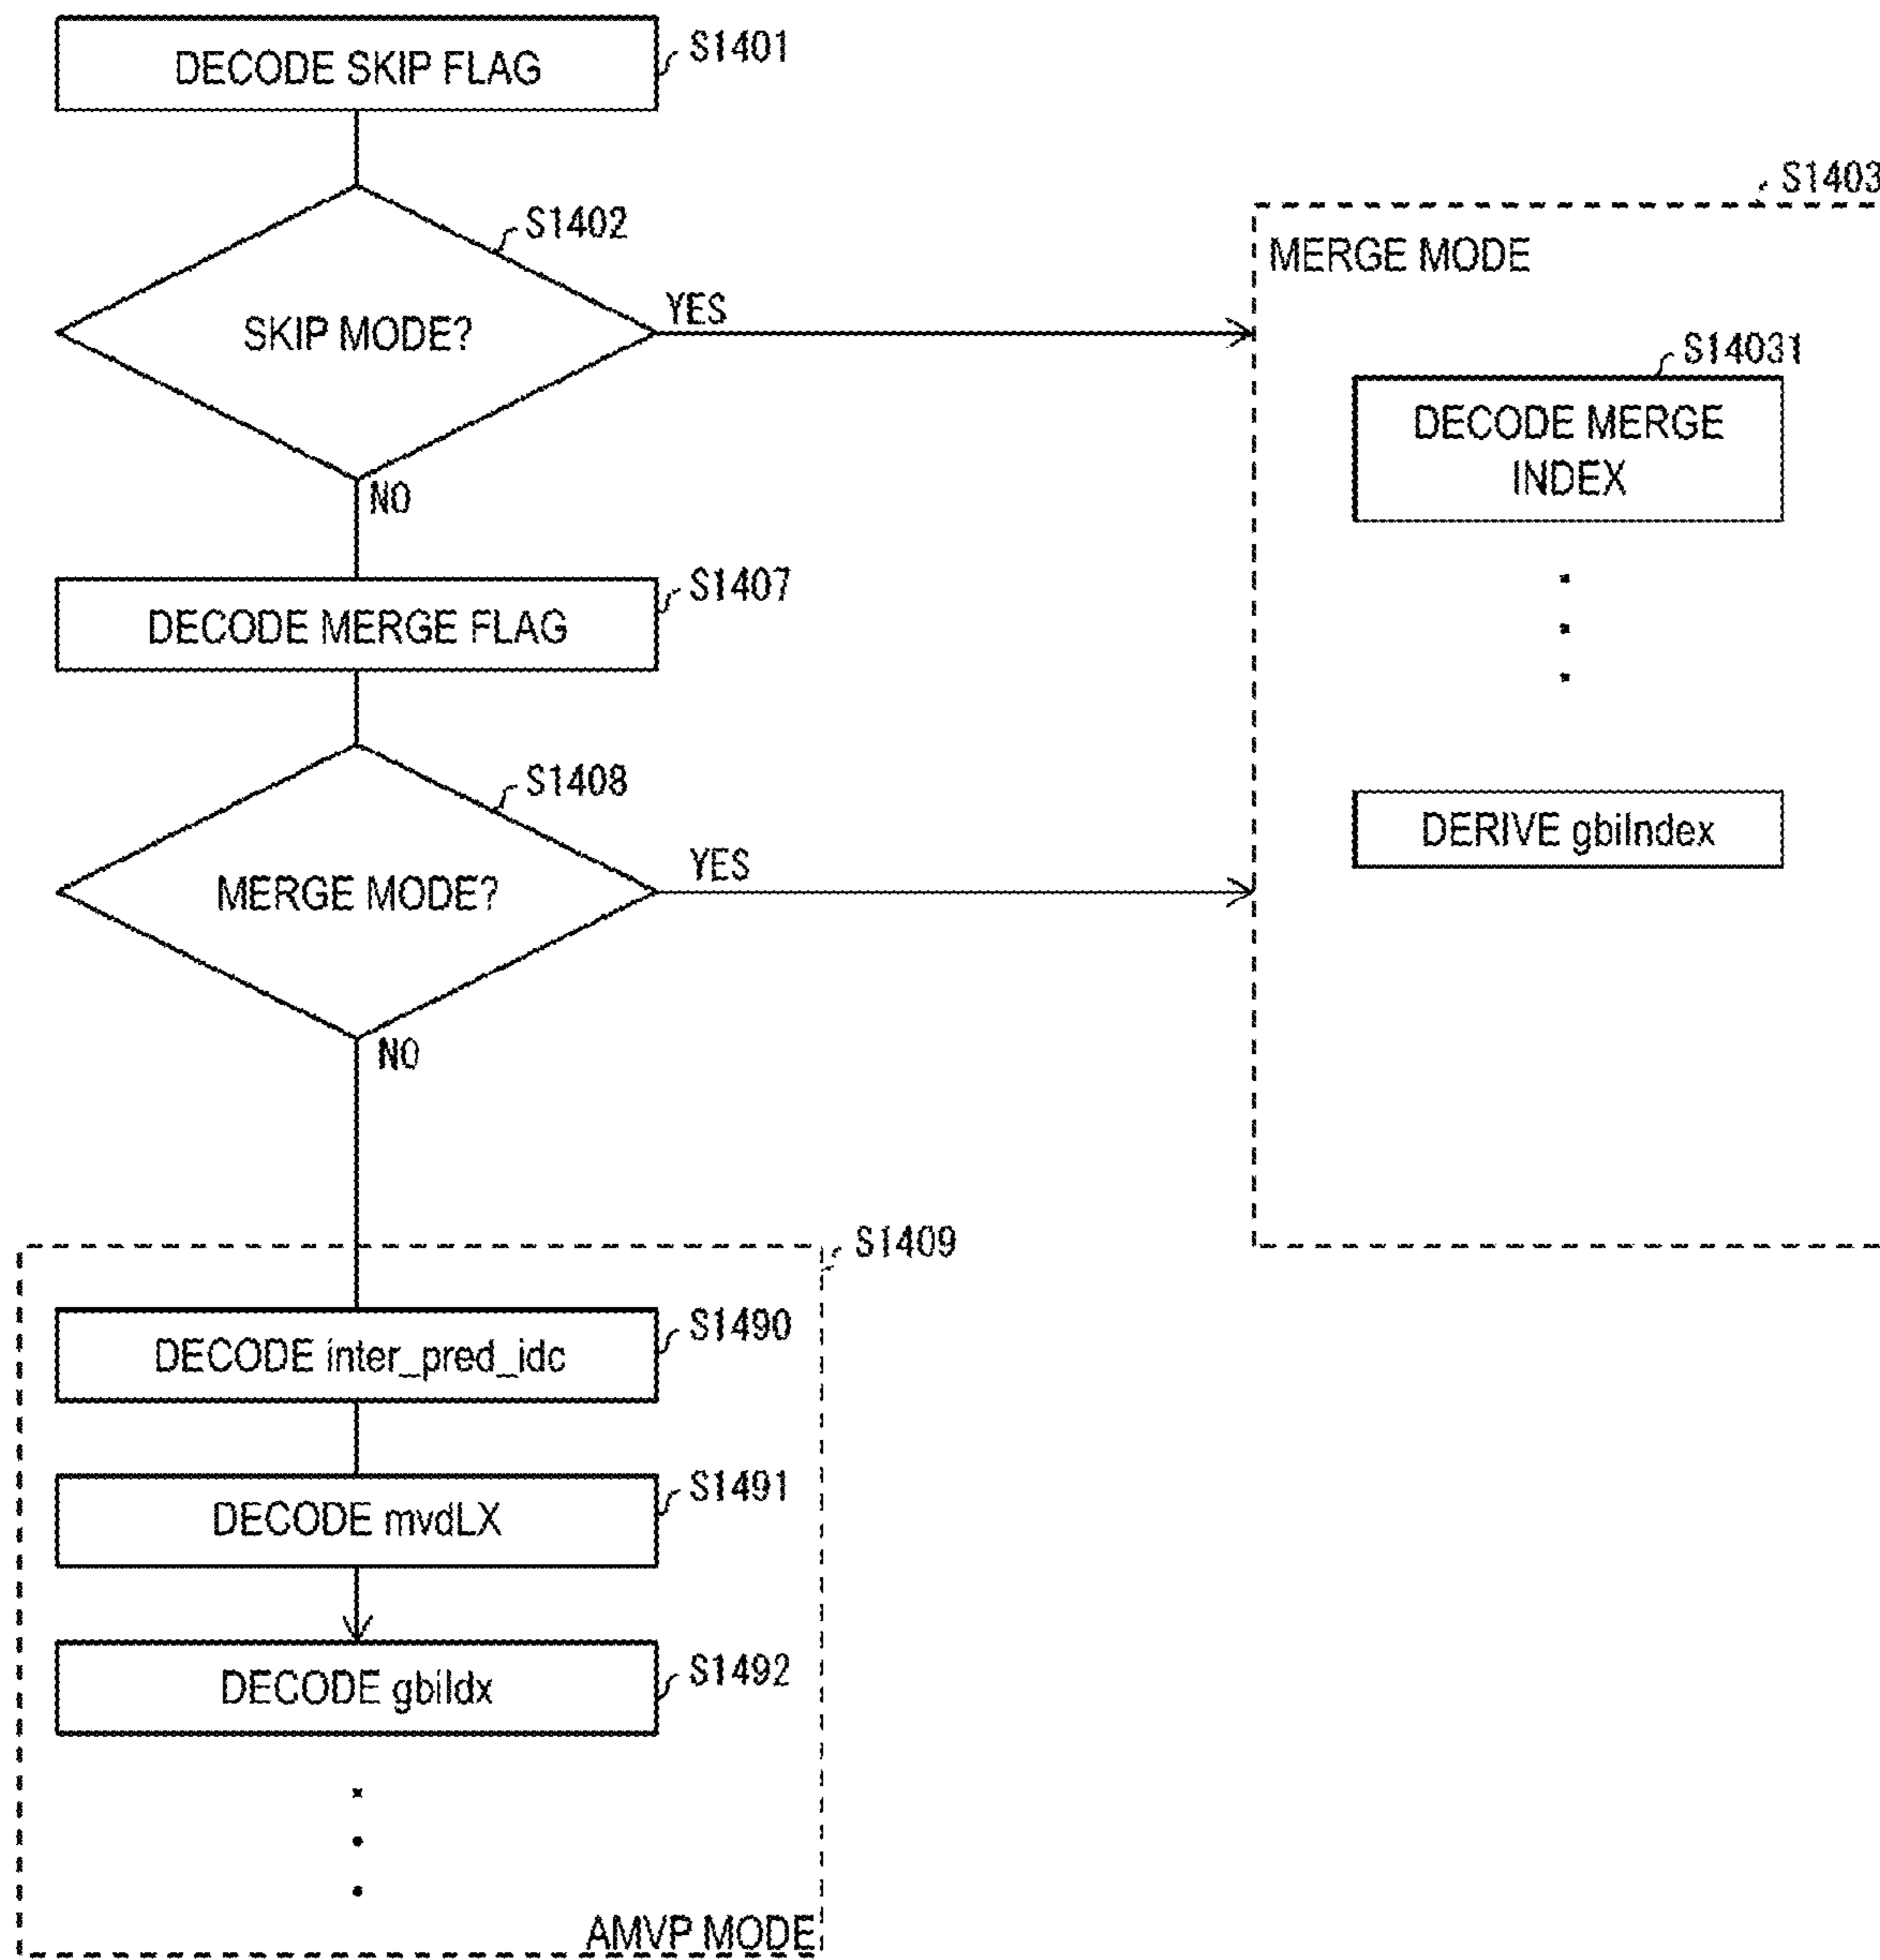 DECODE SKIP FLAG
S1401
S1402
SKIP MODE?
YES
NO
S1403
MERGE MODE
S14031
DECODE MERGE
INDEX
DERIVE gbiIndex
DECODE MERGE FLAG
S1407
S1408
MERGE MODE?
YES
NO
S1409
DECODE inter_pred_idc
S1490
DECODE mvdLX
S1491
DECODE gbiIdx
S1492
AMVP MODE